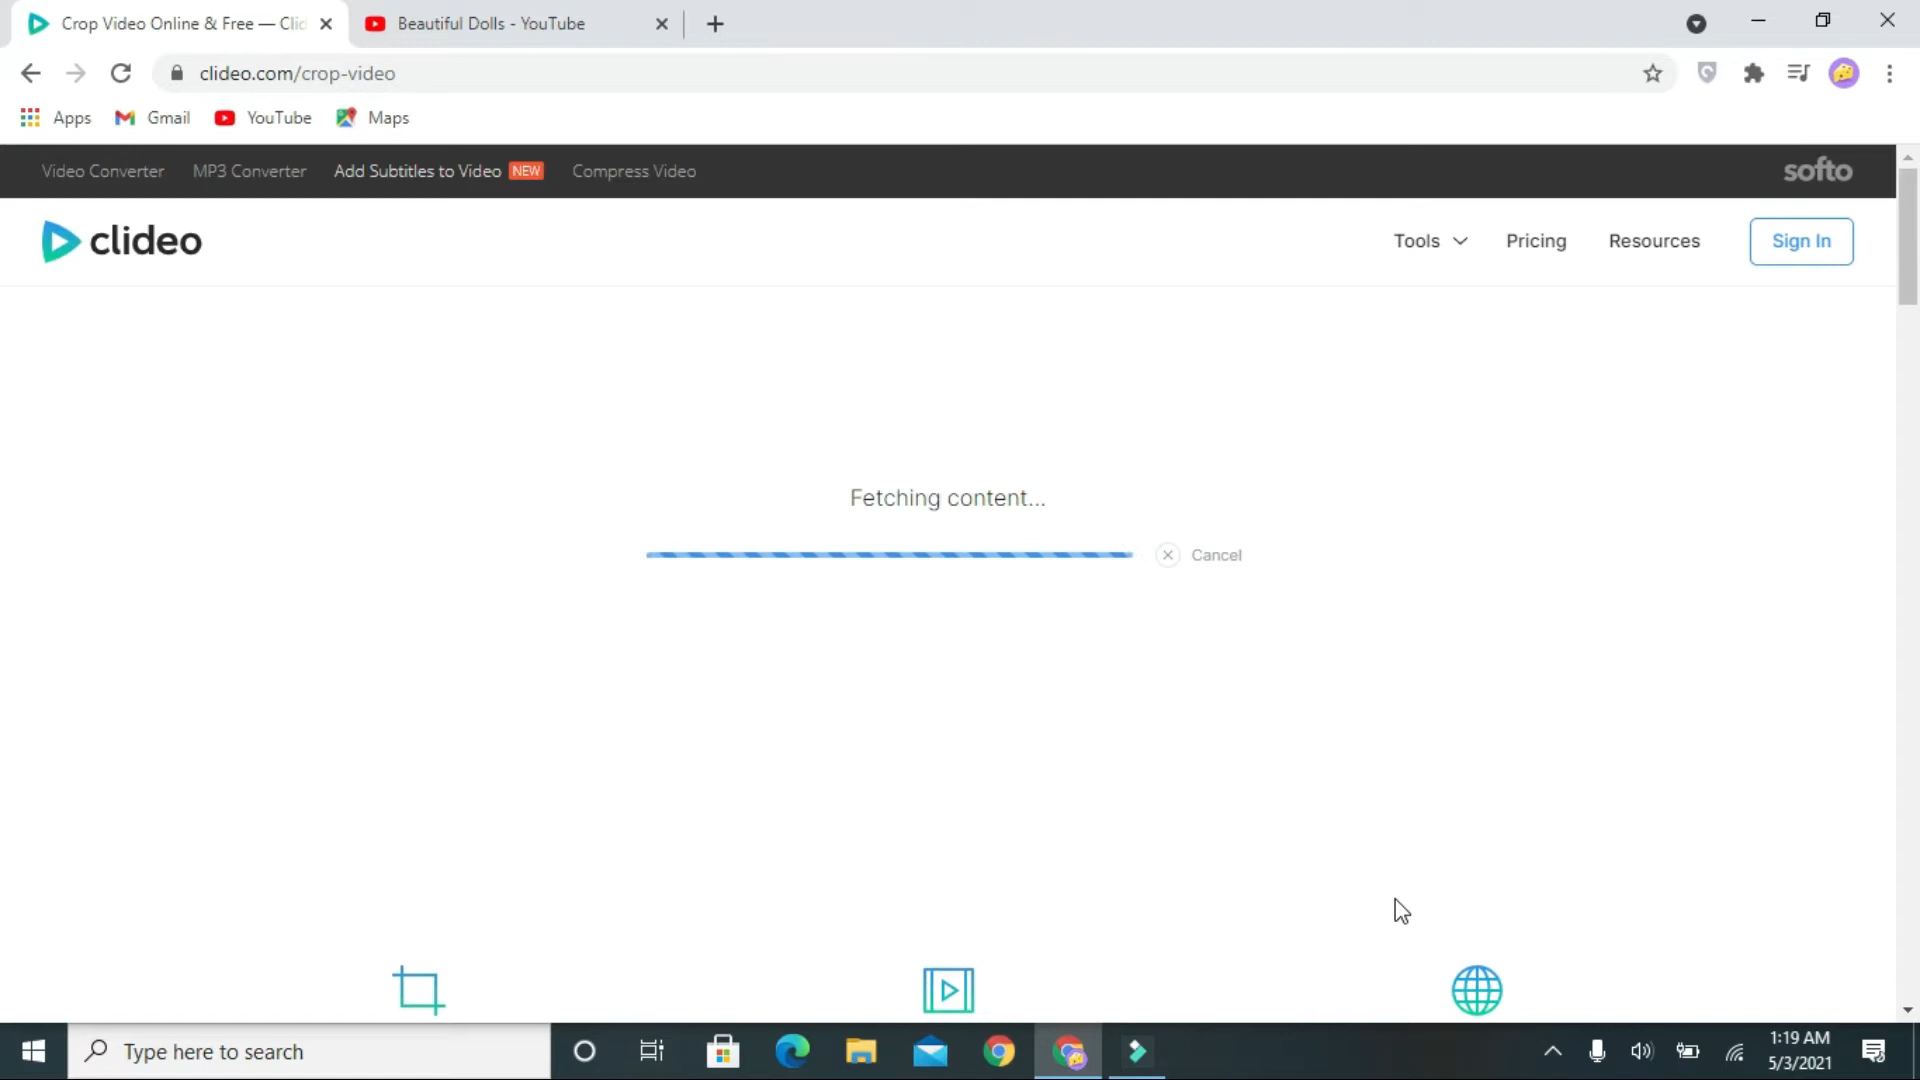 Crop Video Online & Free — Clid
Beautiful Dolls - YouTube
clideo.com/crop-video
Apps
Gmail
YouTube
Maps
Video Converter
MP3 Converter
Add Subtitles to Video NEW
Compress Video
softo
clideo
Tools
Pricing
Resources
Sign In
Fetching content...
Cancel
Type here to search
1:19 AM
5/3/2021